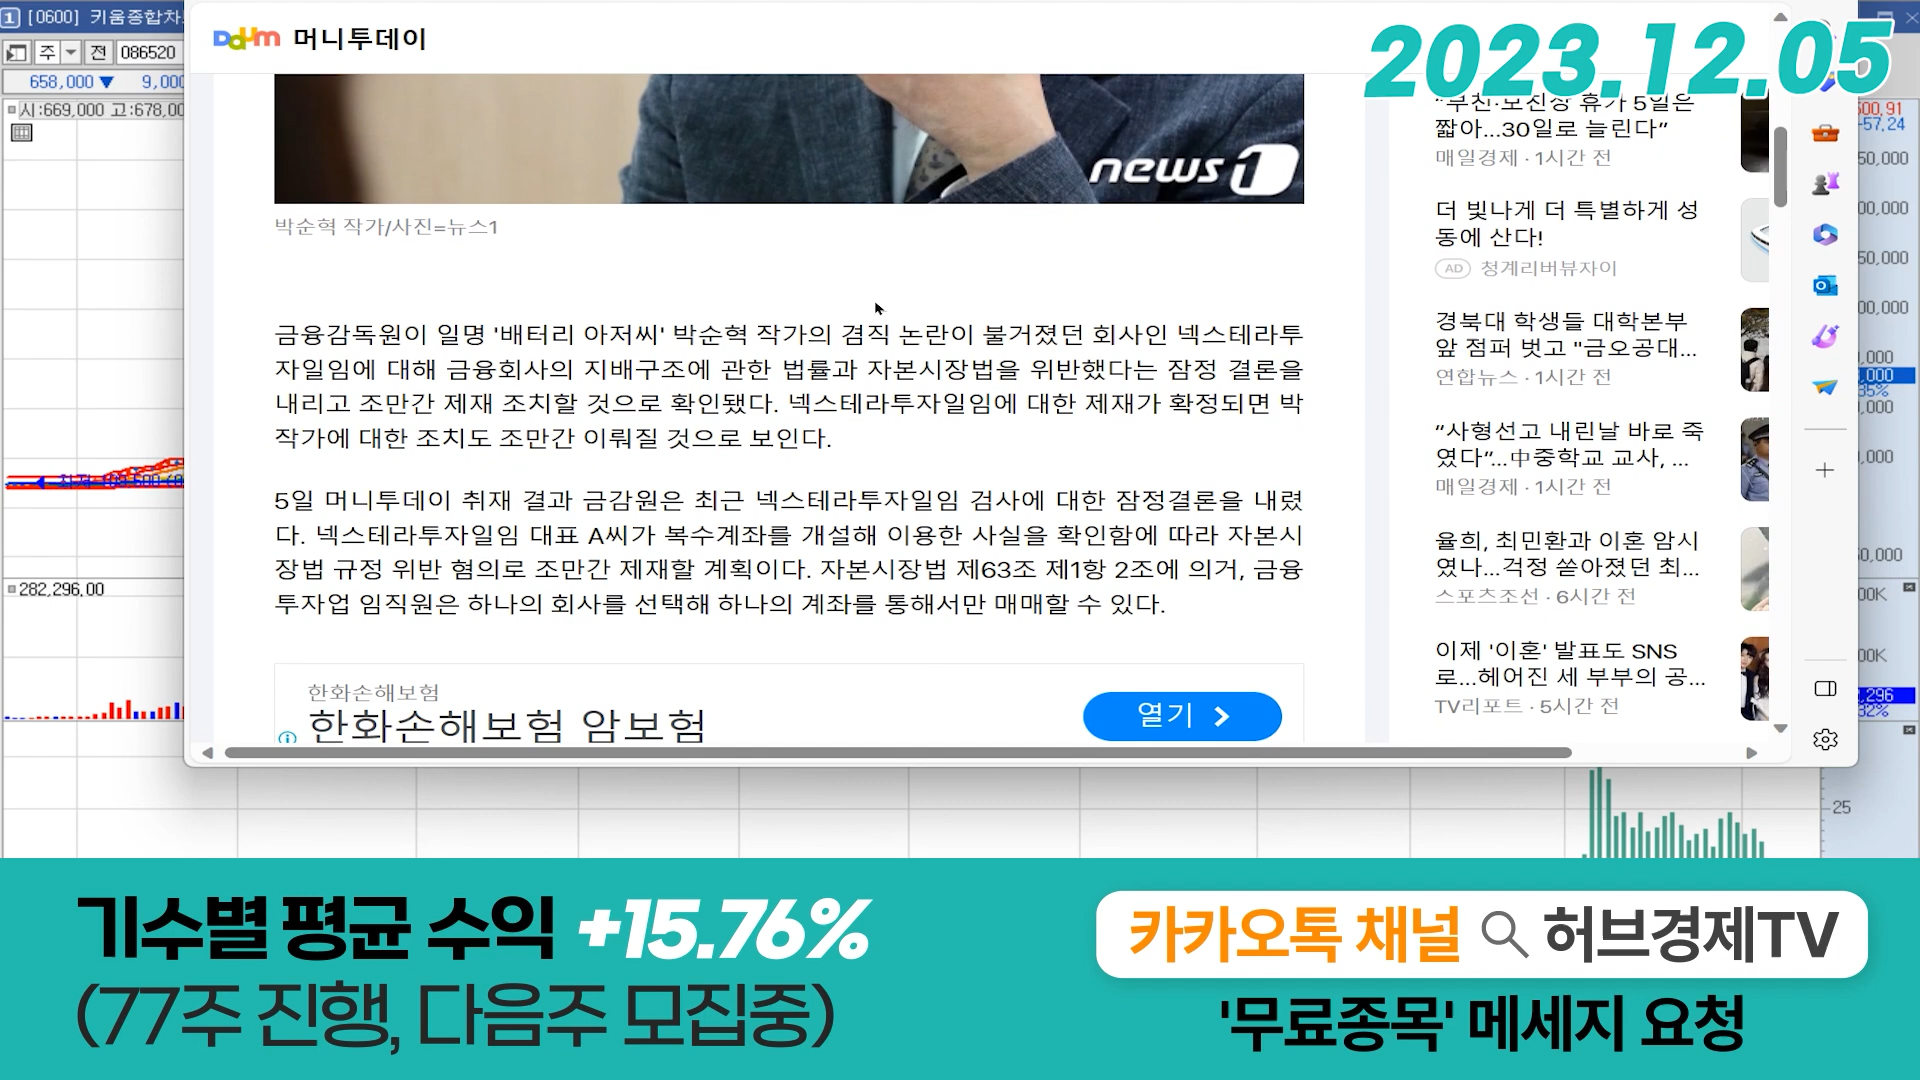 1 [0600] 키움종합차
주 전 086520
658,000 ▼ 9,000
시:669,000 고:678,00
282,296,00
Daum 머니투데이
2023.12.05
news1
박순혁 작가/사진=뉴스1
금융감독원이 일명 '배터리 아저씨' 박순혁 작가의 겸직 논란이 불거졌던 회사인 넥스테라투
자일임에 대해 금융회사의 지배구조에 관한 법률과 자본시장법을 위반했다는 잠정 결론을
내리고 조만간 제재 조치할 것으로 확인됐다. 넥스테라투자일임에 대한 제재가 확정되면 박
작가에 대한 조치도 조만간 이뤄질 것으로 보인다.
5일 머니투데이 취재 결과 금감원은 최근 넥스테라투자일임 검사에 대한 잠정결론을 내렸
다. 넥스테라투자일임 대표 A씨가 복수계좌를 개설해 이용한 사실을 확인함에 따라 자본시
장법 규정 위반 혐의로 조만간 제재할 계획이다. 자본시장법 제63조 제1항 2조에 의거, 금융
투자업 임직원은 하나의 회사를 선택해 하나의 계좌를 통해서만 매매할 수 있다.
한화손해보험
한화손해보험 암보험
열기
5일은
짧아...30일로 늘린다”
매일경제 · 1시간 전
더 빛나게 더 특별하게 성
동에 산다!
AD 청계리버뷰자이
경북대 학생들 대학본부
앞 점퍼 벗고 "금오공대...
연합뉴스 · 1시간 전
“사형선고 내린날 바로 죽
였다”...中중학교 교사, ...
매일경제 · 1시간 전
율희, 최민환과 이혼 암시
였나...걱정 쏟아졌던 최...
스포츠조선 · 6시간 전
이제 '이혼' 발표도 SNS
로...헤어진 세 부부의 공...
TV리포트 · 5시간 전
-57,24
25
기수별 평균 수익 +15.76%
(77주 진행, 다음주 모집중)
카카오톡 채널 허브경제TV
'무료종목' 메세지 요청